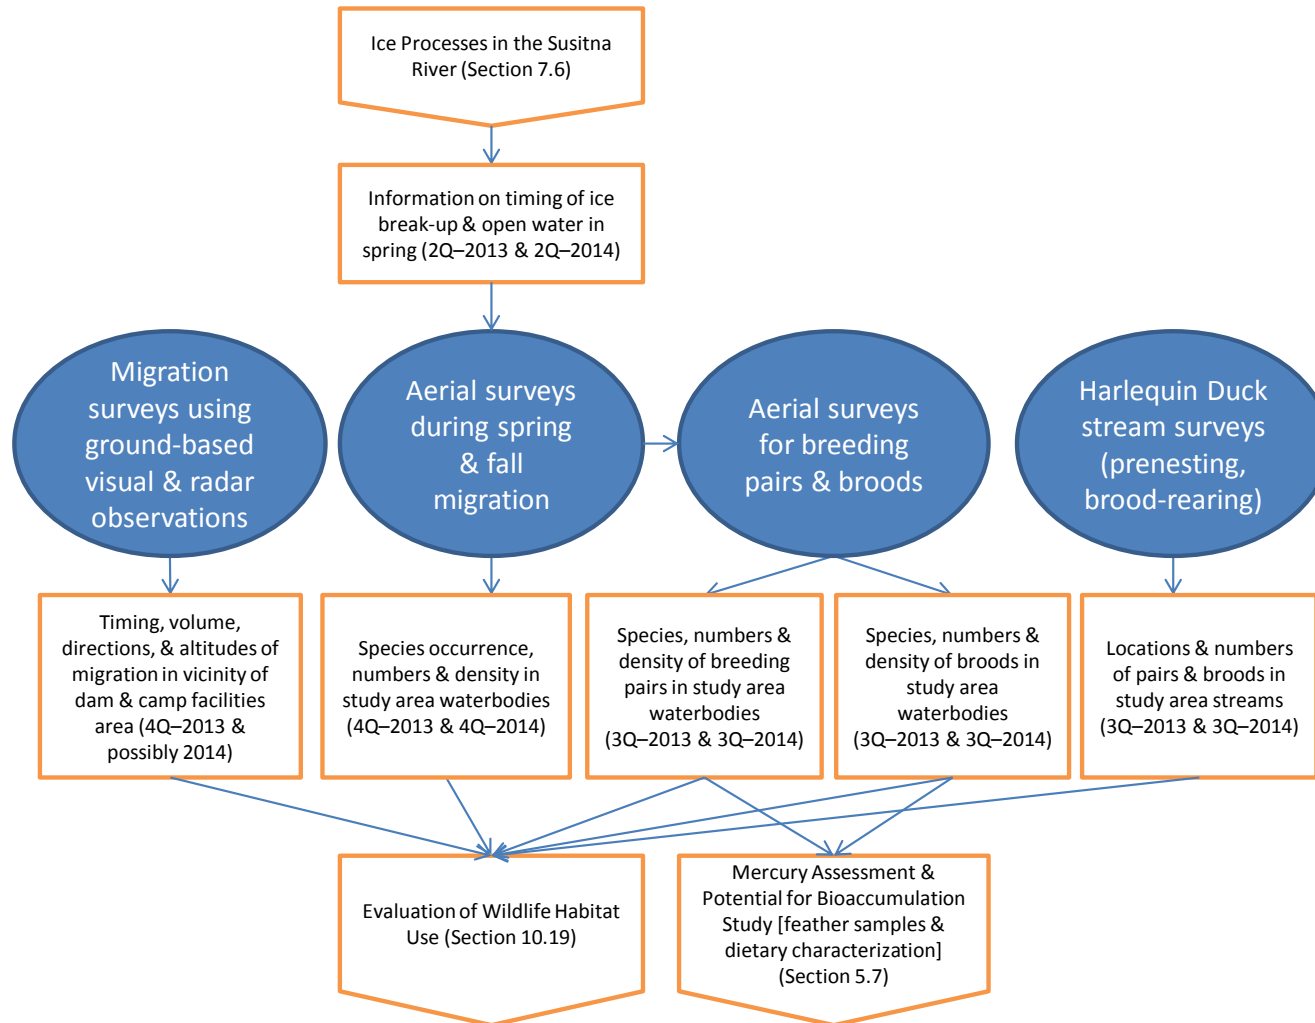 Ice Processes in the Susitna
River (Section 7.6)
Information on timing of ice
break-up & open water in
spring (2Q–2013 & 2Q–2014)
Migration
surveys using
ground-based
visual & radar
observations
Aerial surveys
during spring
& fall
migration
Aerial surveys
for breeding
pairs & broods
Harlequin Duck
stream surveys
(prenesting,
brood-rearing)
Timing, volume,
directions, & altitudes of
migration in vicinity of
dam & camp facilities
area (4Q–2013 &
possibly 2014)
Species occurrence,
numbers & density in
study area waterbodies
(4Q–2013 & 4Q–2014)
Species, numbers &
density of breeding
pairs in study area
waterbodies
(3Q–2013 & 3Q–2014)
Species, numbers &
density of broods in
study area
waterbodies
(3Q–2013 & 3Q–2014)
Locations & numbers
of pairs & broods in
study area streams
(3Q–2013 & 3Q–2014)
Evaluation of Wildlife Habitat
Use (Section 10.19)
Mercury Assessment &
Potential for Bioaccumulation
Study [feather samples &
dietary characterization]
(Section 5.7)